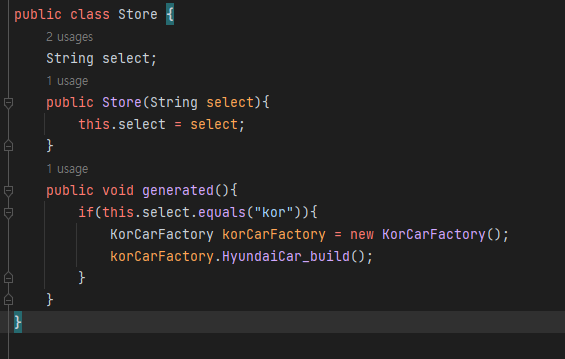 public class Store {
2 usages
String select;
1 usage
public Store(String select){
this.select = select;
}
1 usage
public void generated(){
if(this.select.equals("kor")){
KorCarFactory korCarFactory = new KorCarFactory();
korCarFactory.HyundaiCar_build();
}
}
}